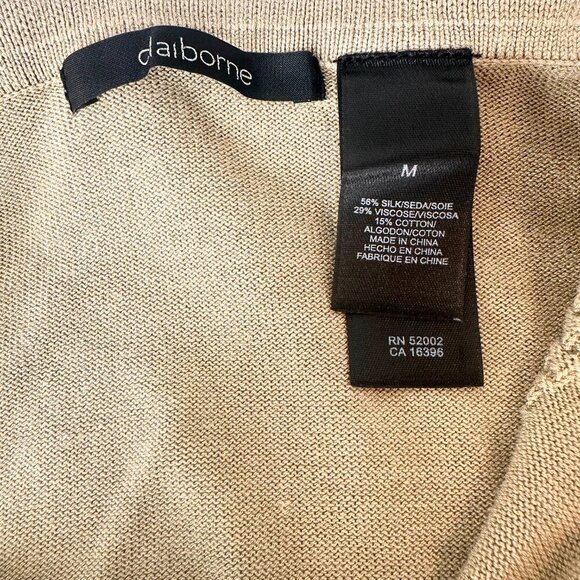 claiborne
M
56% SILK/SEDA/SOIE
29% VISCOSE/VISCOSA
15% COTTON/
ALGODON/COTON
MADE IN CHINA
HECHO EN CHINA
FABRIQUE EN CHINE
RN 52002
CA 16396